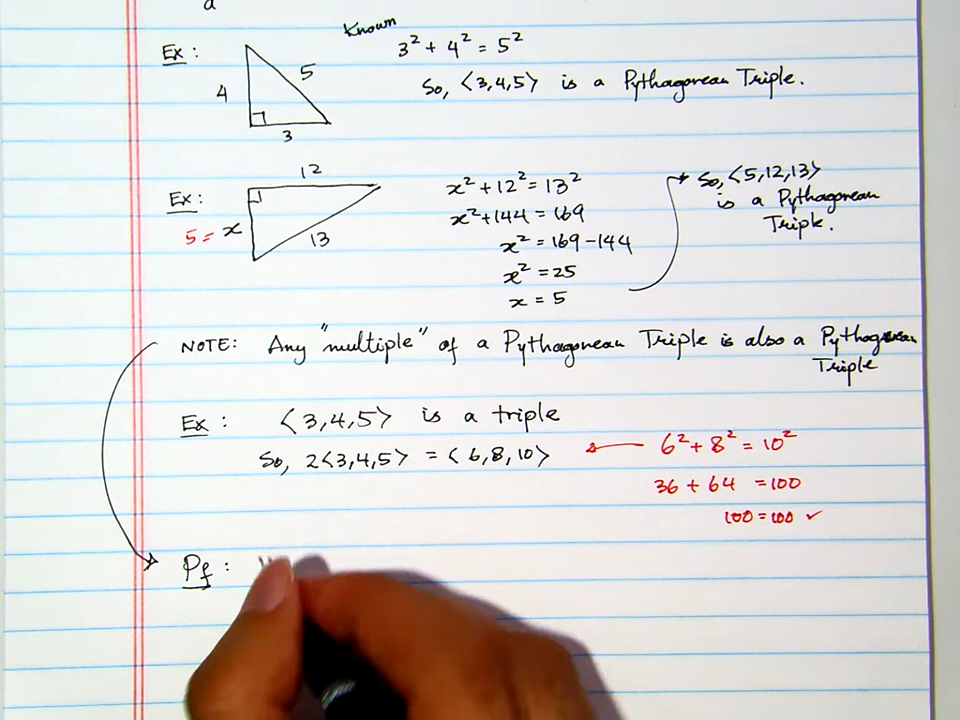 a
Known
Ex: 4 5 3
3² + 4² = 5²
So, ⟨3,4,5⟩ is a Pythagorean Triple.
Ex: 12 13 5 = x
x² + 12² = 13²
x² + 144 = 169
x² = 169 - 144
x² = 25
x = 5
So, ⟨5,12,13⟩
is a Pythagorean
Triple.
NOTE: Any "multiple" of a Pythagorean Triple is also a Pythagorean
Triple
Ex: ⟨3,4,5⟩ is a triple
So, 2⟨3,4,5⟩ = ⟨6,8,10⟩
6² + 8² = 10²
36 + 64 = 100
100 = 100 ✓
Pf: